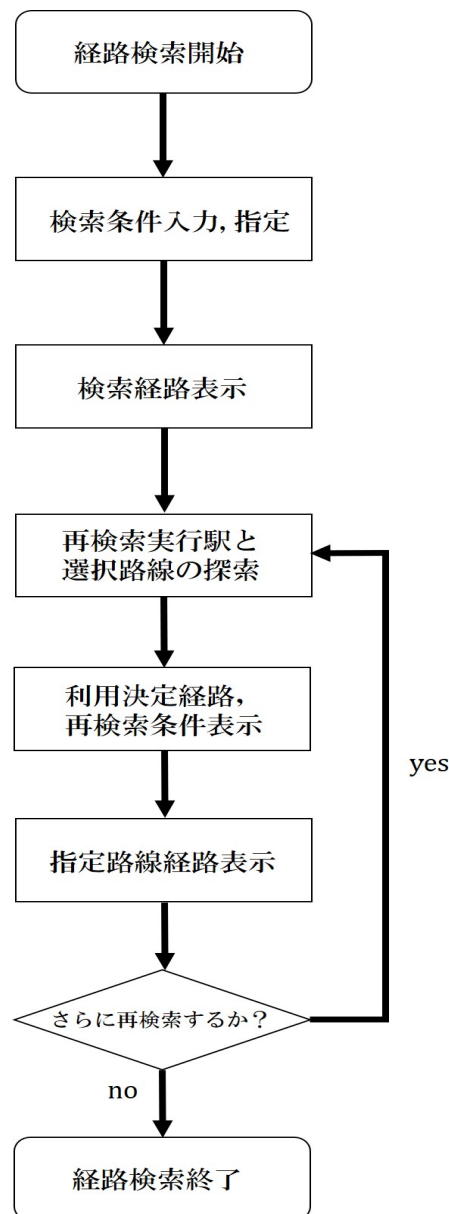 経路検索開始
検索条件入力, 指定
検索経路表示
再検索実行駅と
選択路線の探索
利用決定経路,
再検索条件表示
yes
指定路線経路表示
さらに再検索するか？
no
経路検索終了